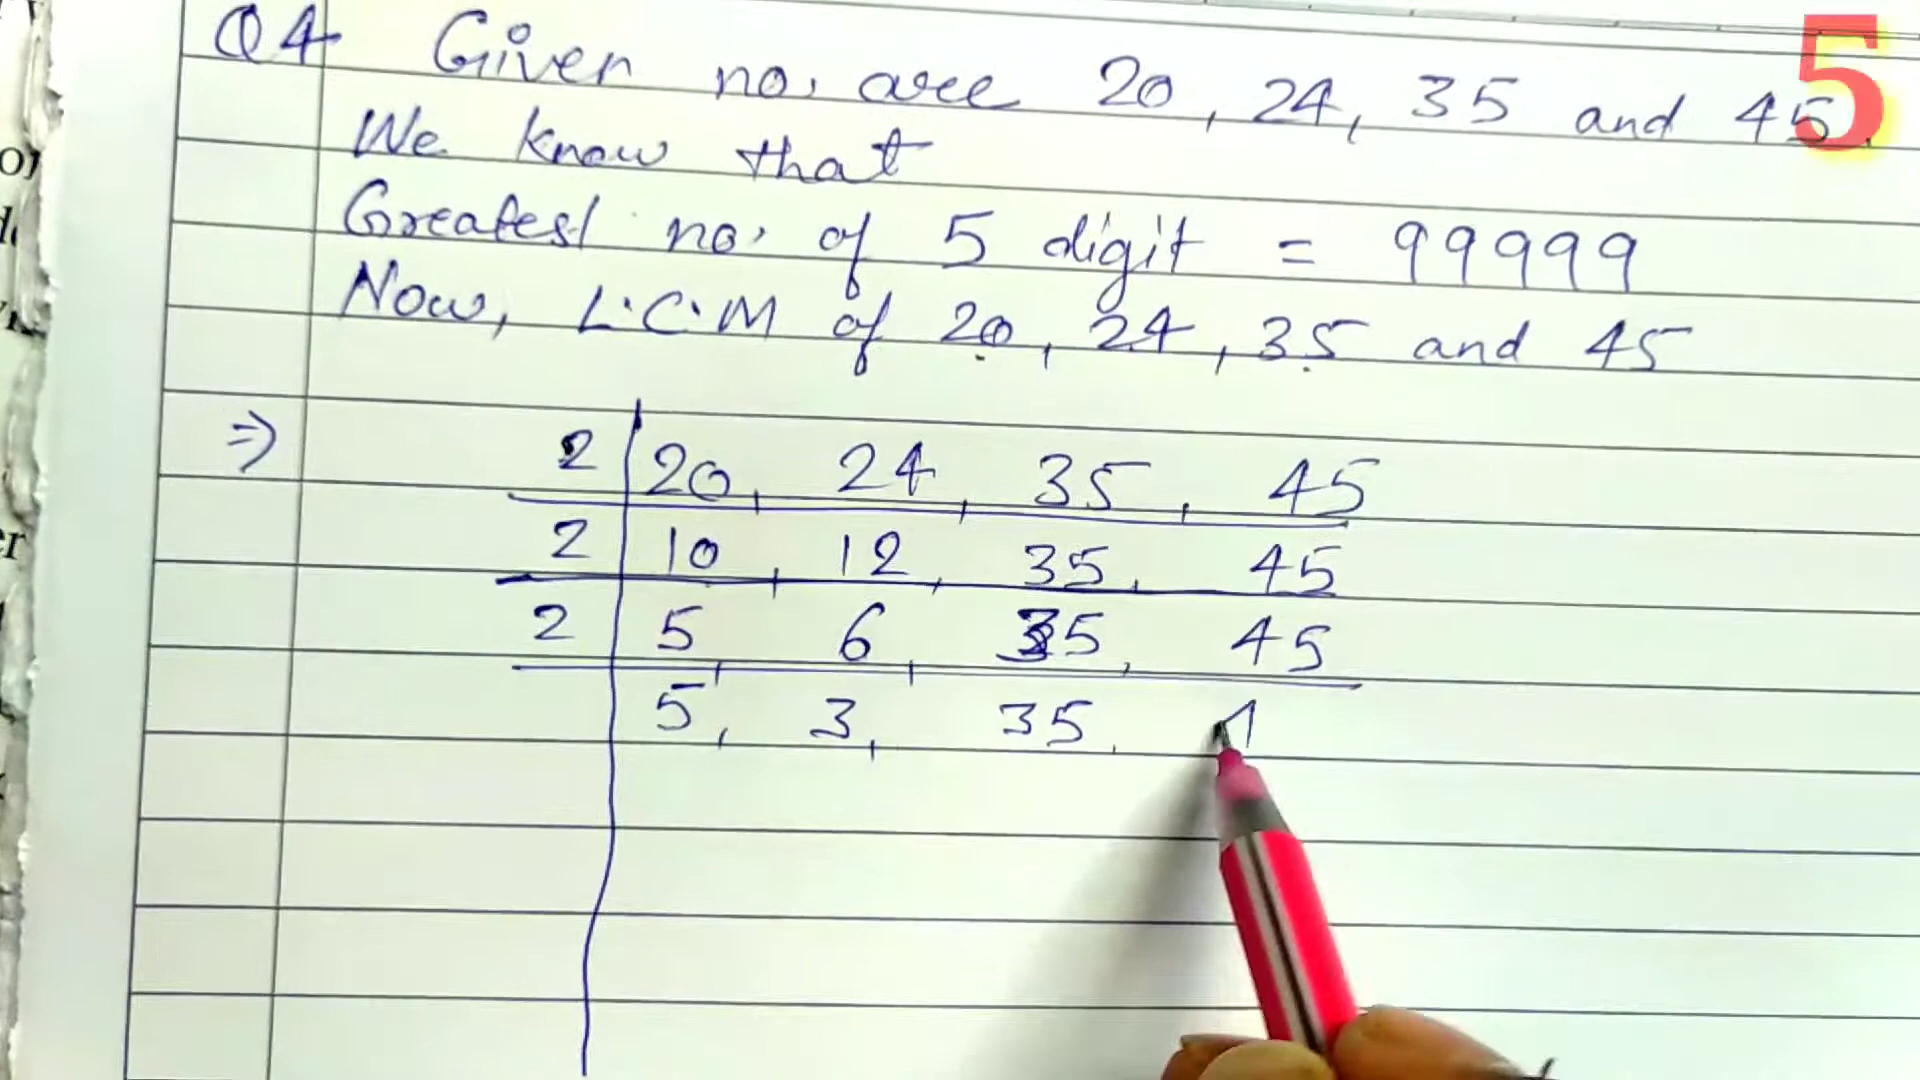 Q4 Given no. are 20, 24, 35 and 45.
5
We know that
Greatest no. of 5 digit = 99999
Now, L.C.M of 20, 24, 35 and 45
⇒ 2 20, 24, 35, 45
2 10, 12, 35, 45
2 5, 6, 35, 45
5, 3, 35, 4